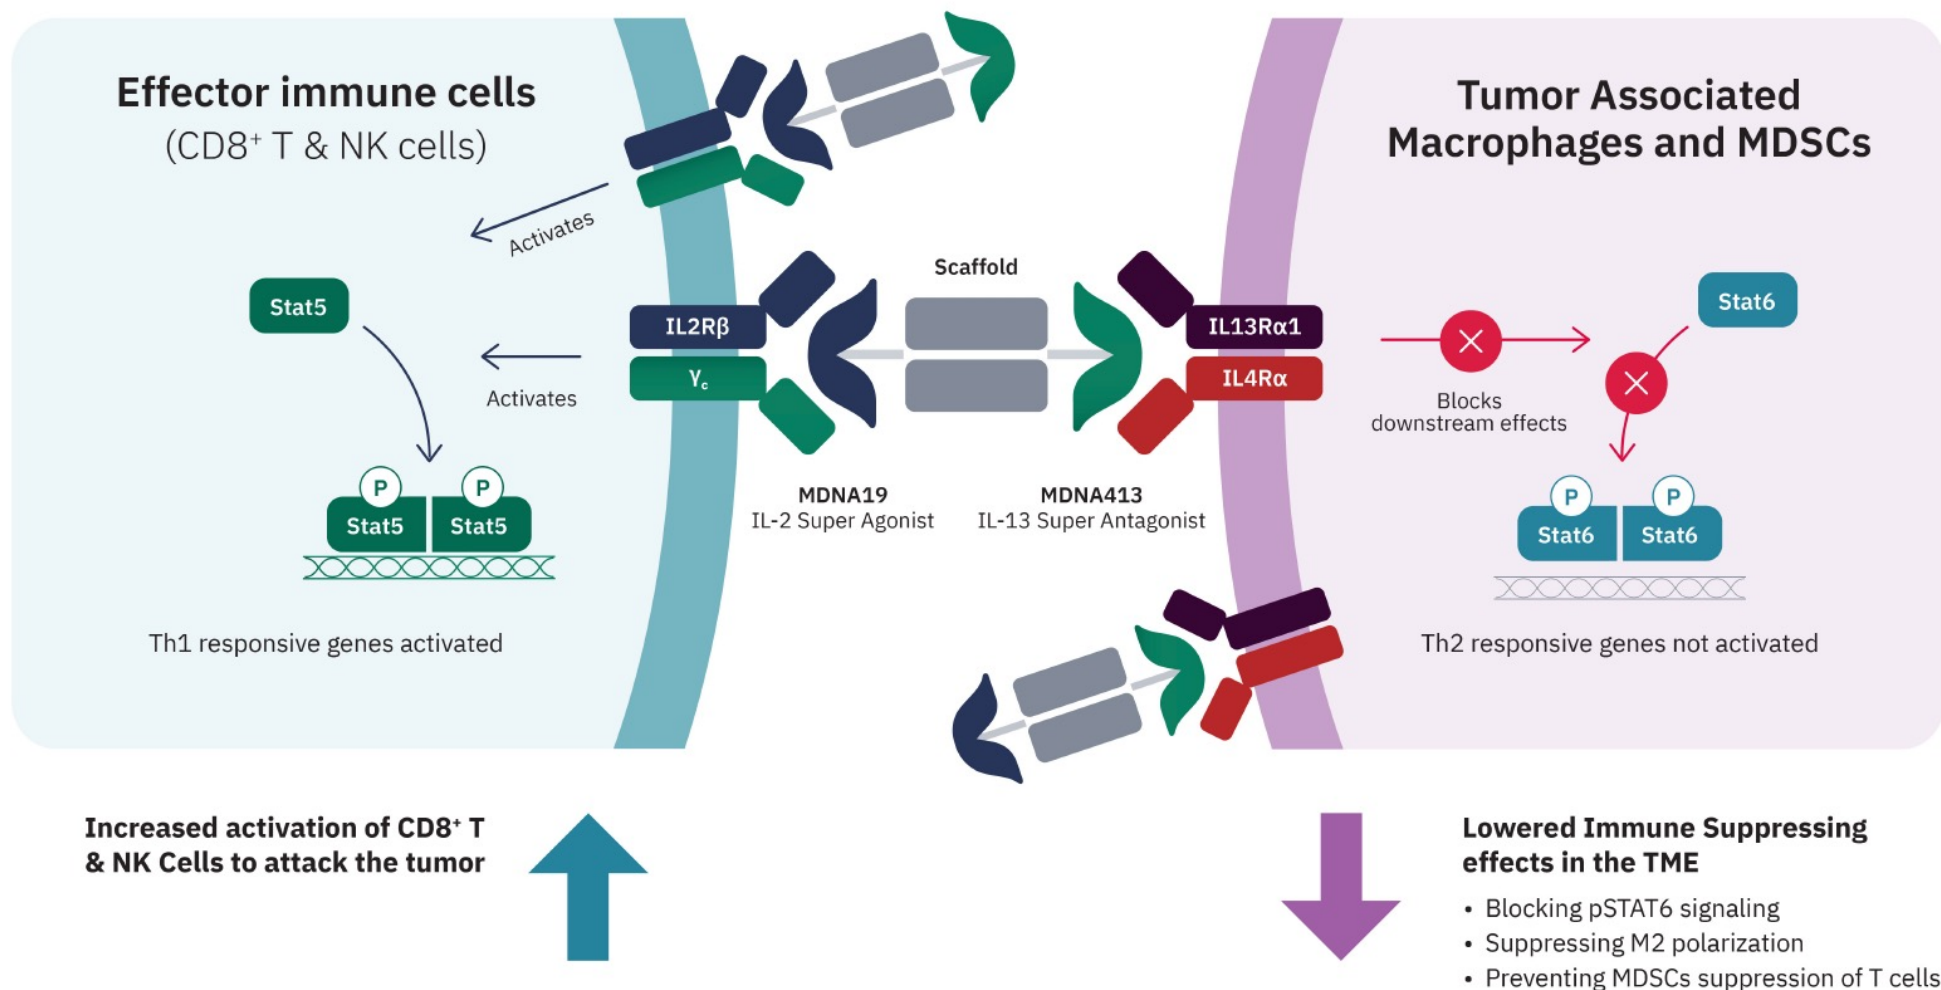 Effector immune cells
(CD8⁺ T & NK cells)
Activates
Stat5
Activates
P
P
Stat5
Stat5
Th1 responsive genes activated
IL2Rβ
γc
Scaffold
MDNA19
IL-2 Super Agonist
MDNA413
IL-13 Super Antagonist
IL13Rα1
IL4Rα
Tumor Associated
Macrophages and MDSCs
Stat6
Blocks
downstream effects
P
P
Stat6
Stat6
Th2 responsive genes not activated
Increased activation of CD8⁺ T
& NK Cells to attack the tumor
Lowered Immune Suppressing
effects in the TME
• Blocking pSTAT6 signaling
• Suppressing M2 polarization
• Preventing MDSCs suppression of T cells